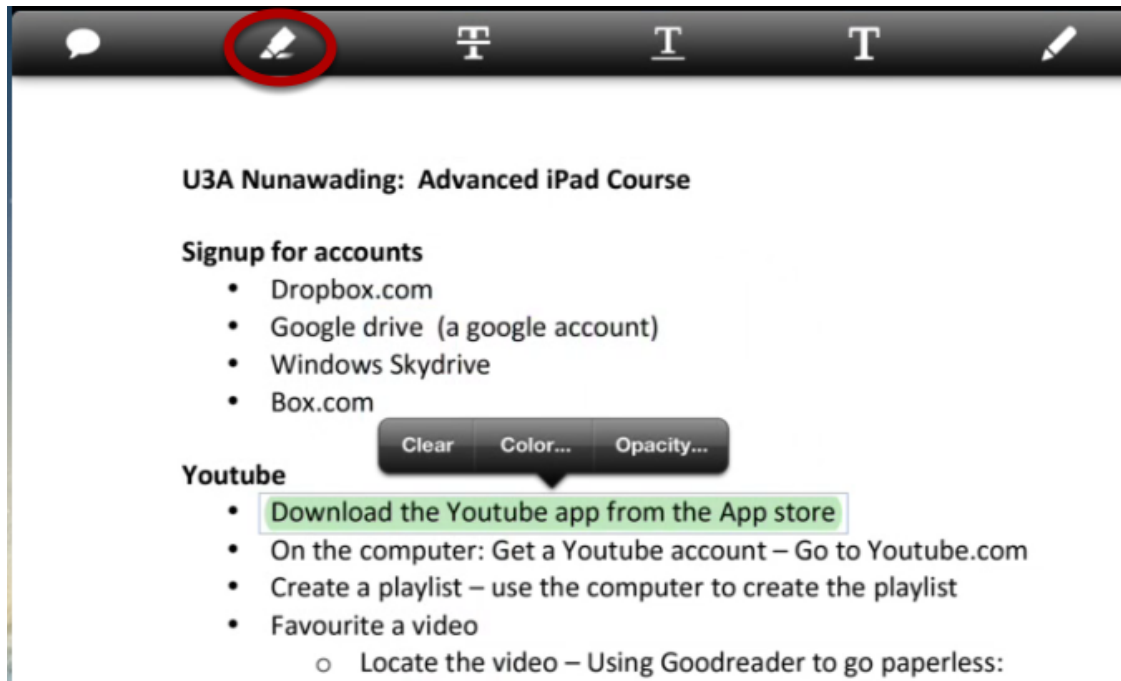 T T T
U3A Nunawading: Advanced iPad Course
Signup for accounts
• Dropbox.com
• Google drive (a google account)
• Windows Skydrive
• Box.com
Clear Color... Opacity...
Youtube
• Download the Youtube app from the App store
• On the computer: Get a Youtube account – Go to Youtube.com
• Create a playlist – use the computer to create the playlist
• Favourite a video
o Locate the video – Using Goodreader to go paperless: